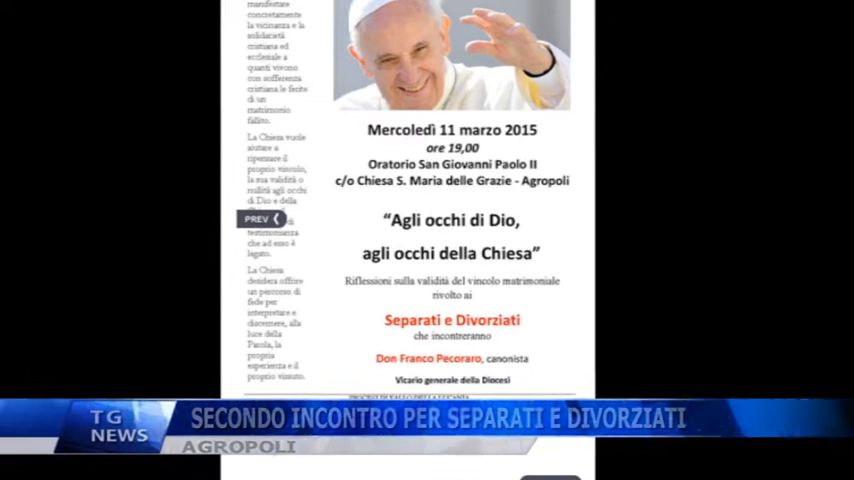 manifestare
concretamente
la vicinanza e la
solidarietà
cristiana ed
ecclesiale a
quanti vivono
con sofferenza
cristiana le ferite
di un
matrimonio
fallito.
La Chiesa vuole
aiutare a
ripensare il
proprio vincolo,
la sua validità o
nullità agli occhi
di Dio e della
PREV
di
testimonianza
che ad esso è
legato.
La Chiesa
desidera offrire
un percorso di
fede per
interpretare e
discernere, alla
luce della
Parola, la
propria
esperienza e il
proprio vissuto.
Mercoledì 11 marzo 2015
ore 19,00
Oratorio San Giovanni Paolo II
c/o Chiesa S. Maria delle Grazie - Agropoli
“Agli occhi di Dio,
agli occhi della Chiesa”
Riflessioni sulla validità del vincolo matrimoniale
rivolto ai
Separati e Divorziati
che incontreranno
Don Franco Pecoraro, canonista
Vicario generale della Diocesi
TG
NEWS
SECONDO INCONTRO PER SEPARATI E DIVORZIATI
AGROPOLI